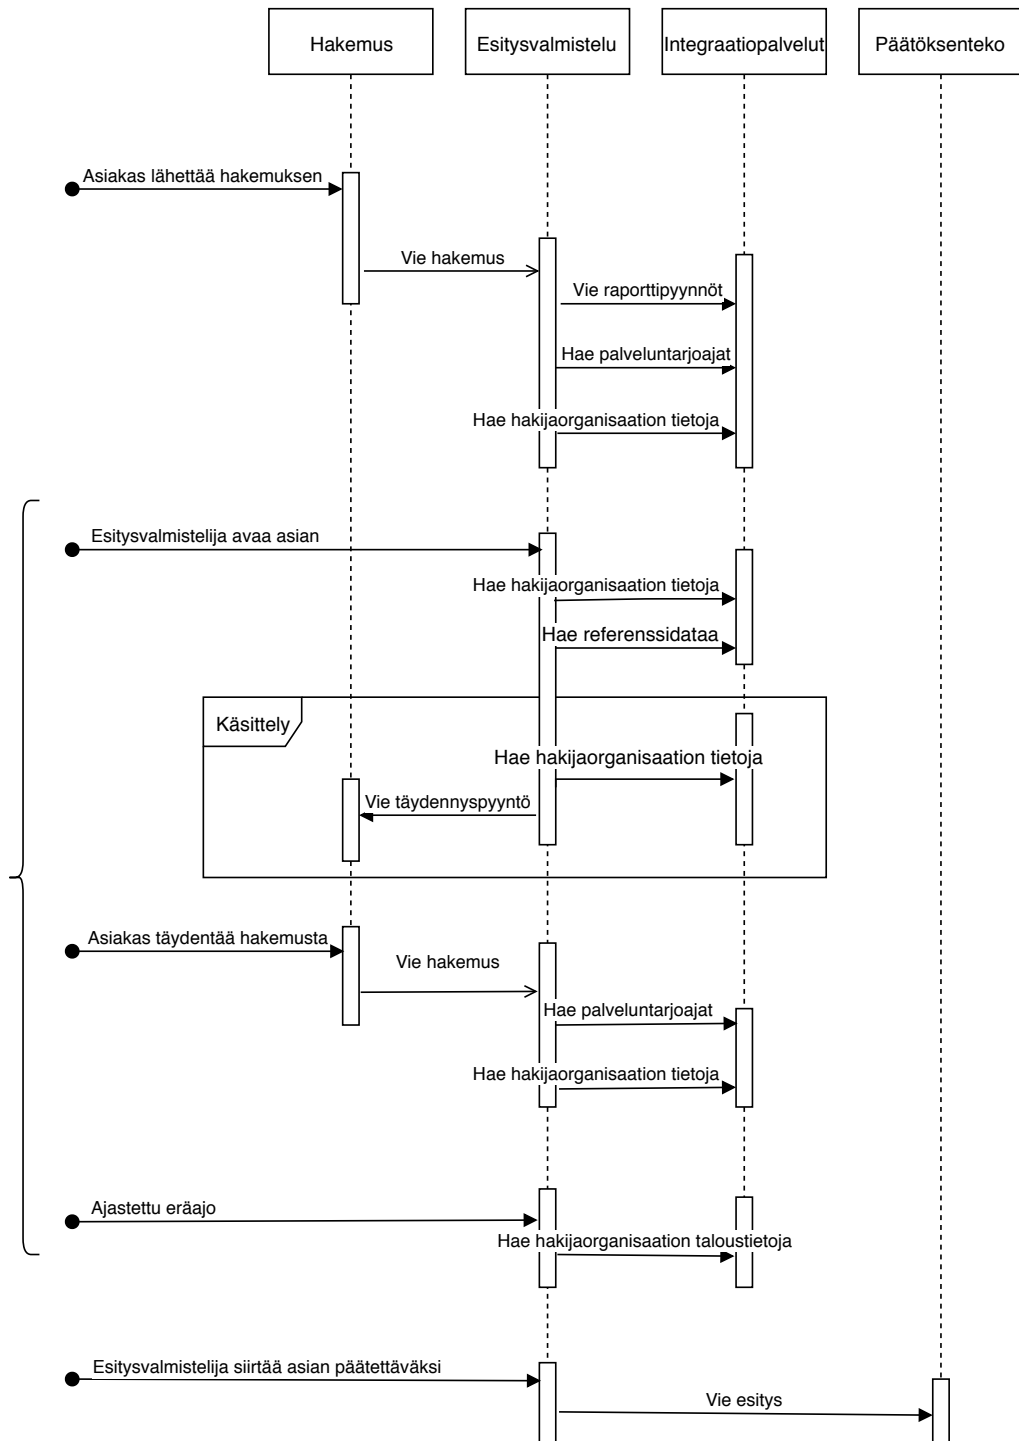 Hakemus
Esitysvalmistelu
Integraatiopalvelut
Päätöksenteko
Asiakas lähettää hakemuksen
Vie hakemus
Vie raporttipyynnöt
Hae palveluntarjoajat
Hae hakijaorganisaation tietoja
Esitysvalmistelija avaa asian
Hae hakijaorganisaation tietoja
Hae referenssidataa
Käsittely
Hae hakijaorganisaation tietoja
Vie täydennyspyyntö
Asiakas täydentää hakemusta
Vie hakemus
Hae palveluntarjoajat
Hae hakijaorganisaation tietoja
Ajastettu eräajo
Hae hakijaorganisaation taloustietoja
Esitysvalmistelija siirtää asian päätettäväksi
Vie esitys